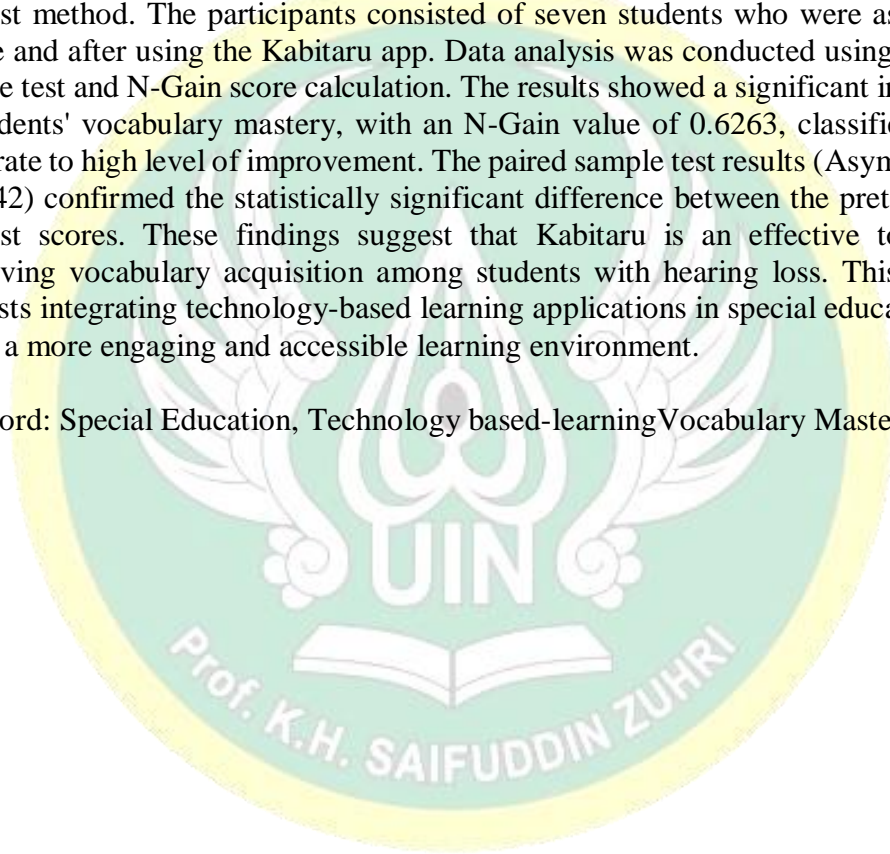 st method. The participants consisted of seven students who were as
e and after using the Kabitaru app. Data analysis was conducted using
e test and N-Gain score calculation. The results showed a significant in
dents' vocabulary mastery, with an N-Gain value of 0.6263, classific
rate to high level of improvement. The paired sample test results (Asym
42) confirmed the statistically significant difference between the pret
st scores. These findings suggest that Kabitaru is an effective to
ving vocabulary acquisition among students with hearing loss. This
sts integrating technology-based learning applications in special educa
a more engaging and accessible learning environment.
ord: Special Education, Technology based-learningVocabulary Maste
UIN
Prof. K.H. SAIFUDDIN ZUHRI